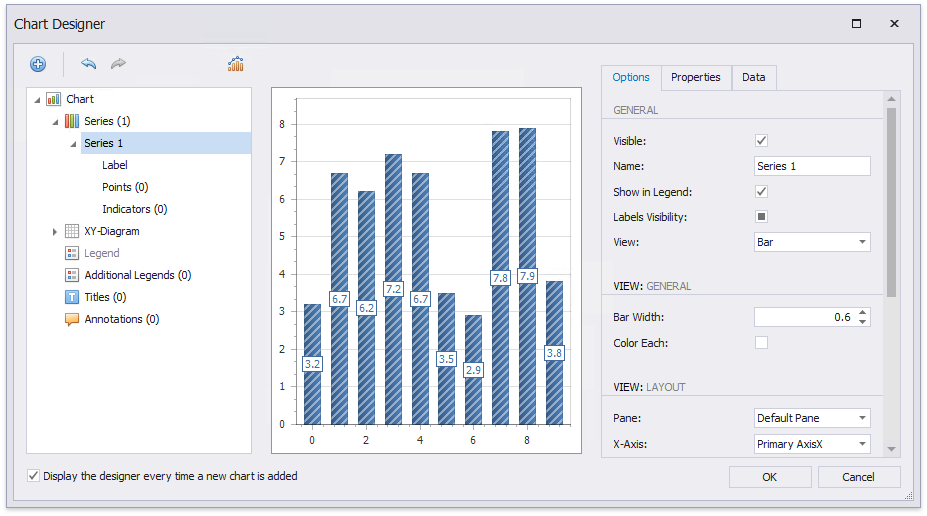 Chart Designer
Chart
Series (1)
Series 1
Label
Points (0)
Indicators (0)
XY-Diagram
Legend
Additional Legends (0)
Titles (0)
Annotations (0)
8
7
6
5
4
3
2
1
0
3.2
6.7
6.2
7.2
6.7
3.5
2.9
7.8
7.9
3.8
0 2 4 6 8
Options Properties Data
GENERAL
Visible:
Name: Series 1
Show in Legend:
Labels Visibility:
View: Bar
VIEW: GENERAL
Bar Width: 0.6
Color Each:
VIEW: LAYOUT
Pane: Default Pane
X-Axis: Primary AxisX
Display the designer every time a new chart is added
OK Cancel